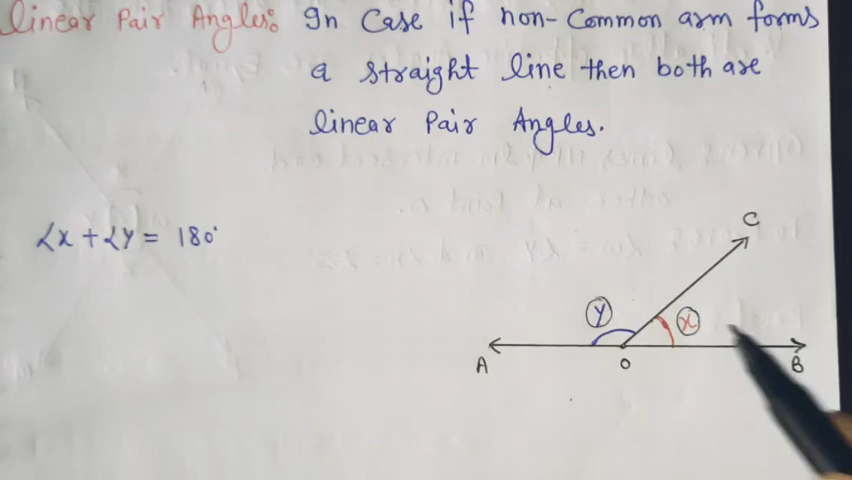 linear Pair Angles: In Case if non-Common arm forms
a straight line then both are
linear Pair Angles.
∠x + ∠y = 180°
C
y
x
A
O
B